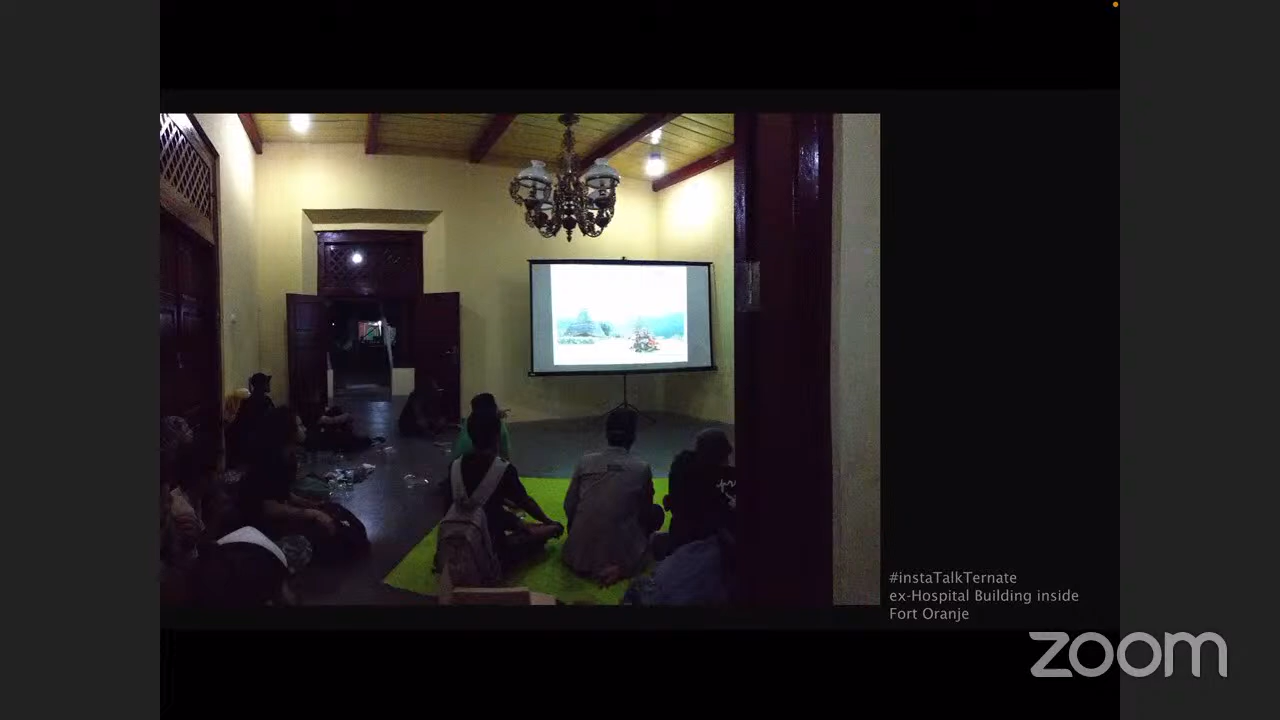 #instaTalkTernate
ex-Hospital Building inside
Fort Oranje
zoom